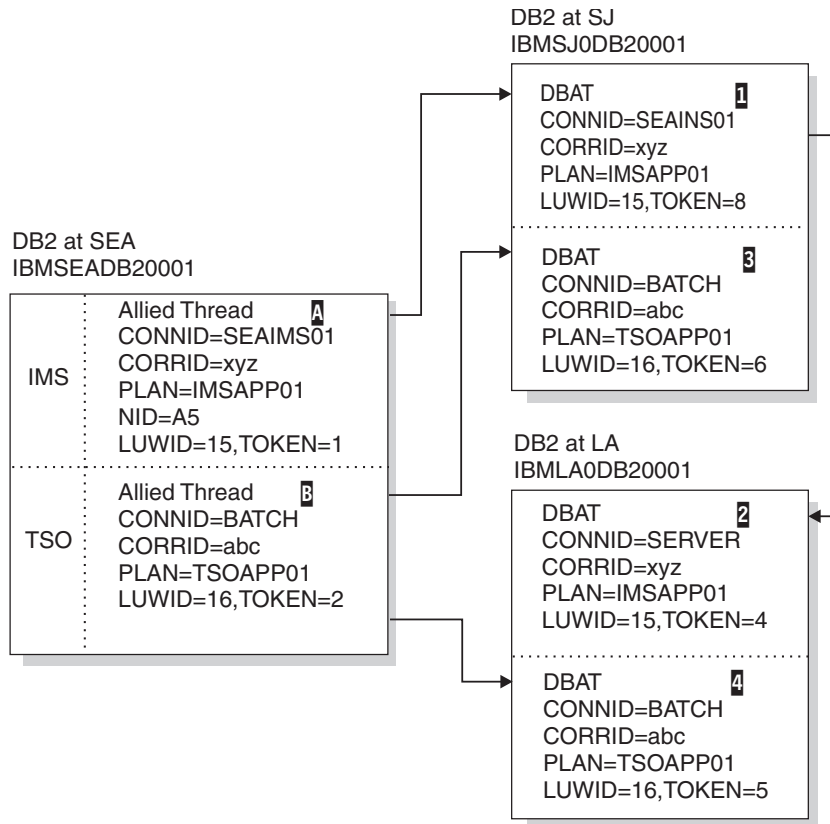 DB2 at SJ
IBMSJ0DB20001
DBAT 1
CONNID=SEAINS01
CORRID=xyz
PLAN=IMSAPP01
LUWID=15,TOKEN=8
DBAT 3
CONNID=BATCH
CORRID=abc
PLAN=TSOAPP01
LUWID=16,TOKEN=6
DB2 at SEA
IBMSEADB20001
IMS
Allied Thread A
CONNID=SEAIMS01
CORRID=xyz
PLAN=IMSAPP01
NID=A5
LUWID=15,TOKEN=1
TSO
Allied Thread B
CONNID=BATCH
CORRID=abc
PLAN=TSOAPP01
LUWID=16,TOKEN=2
DB2 at LA
IBMLA0DB20001
DBAT 2
CONNID=SERVER
CORRID=xyz
PLAN=IMSAPP01
LUWID=15,TOKEN=4
DBAT 4
CONNID=BATCH
CORRID=abc
PLAN=TSOAPP01
LUWID=16,TOKEN=5